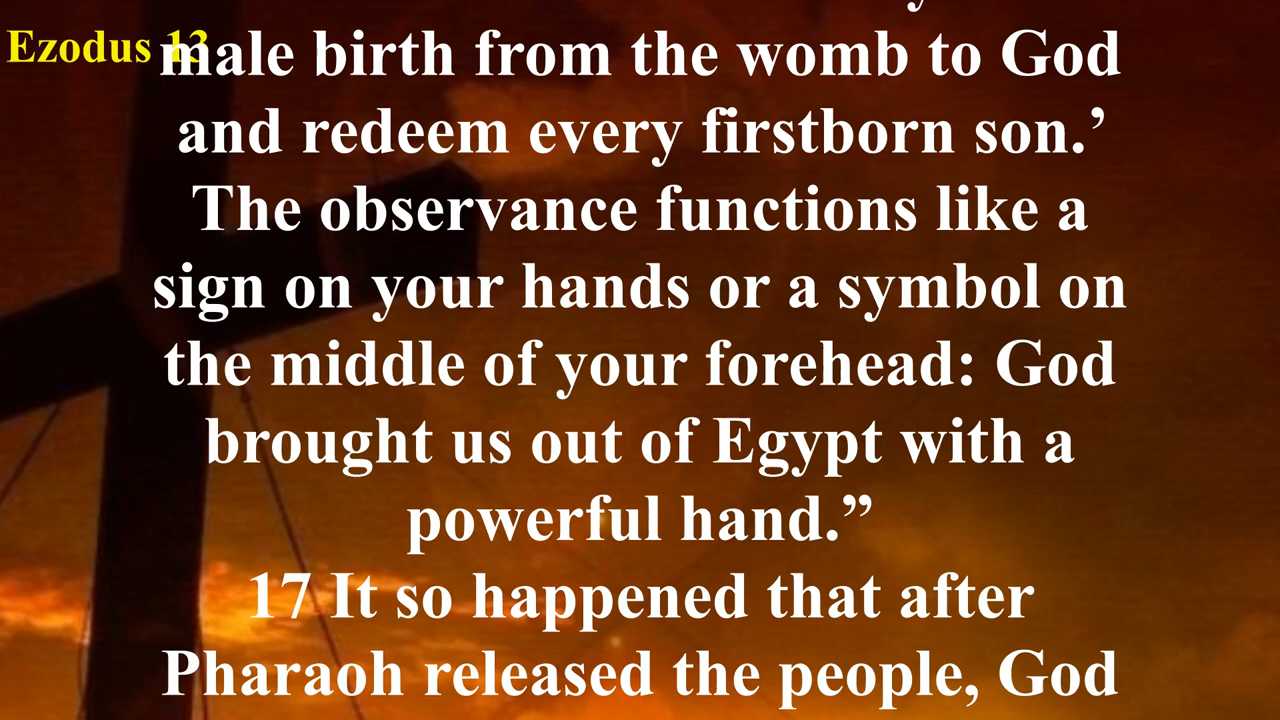 Ezodus 13
male birth from the womb to God
and redeem every firstborn son.’
The observance functions like a
sign on your hands or a symbol on
the middle of your forehead: God
brought us out of Egypt with a
powerful hand.”
17 It so happened that after
Pharaoh released the people, God